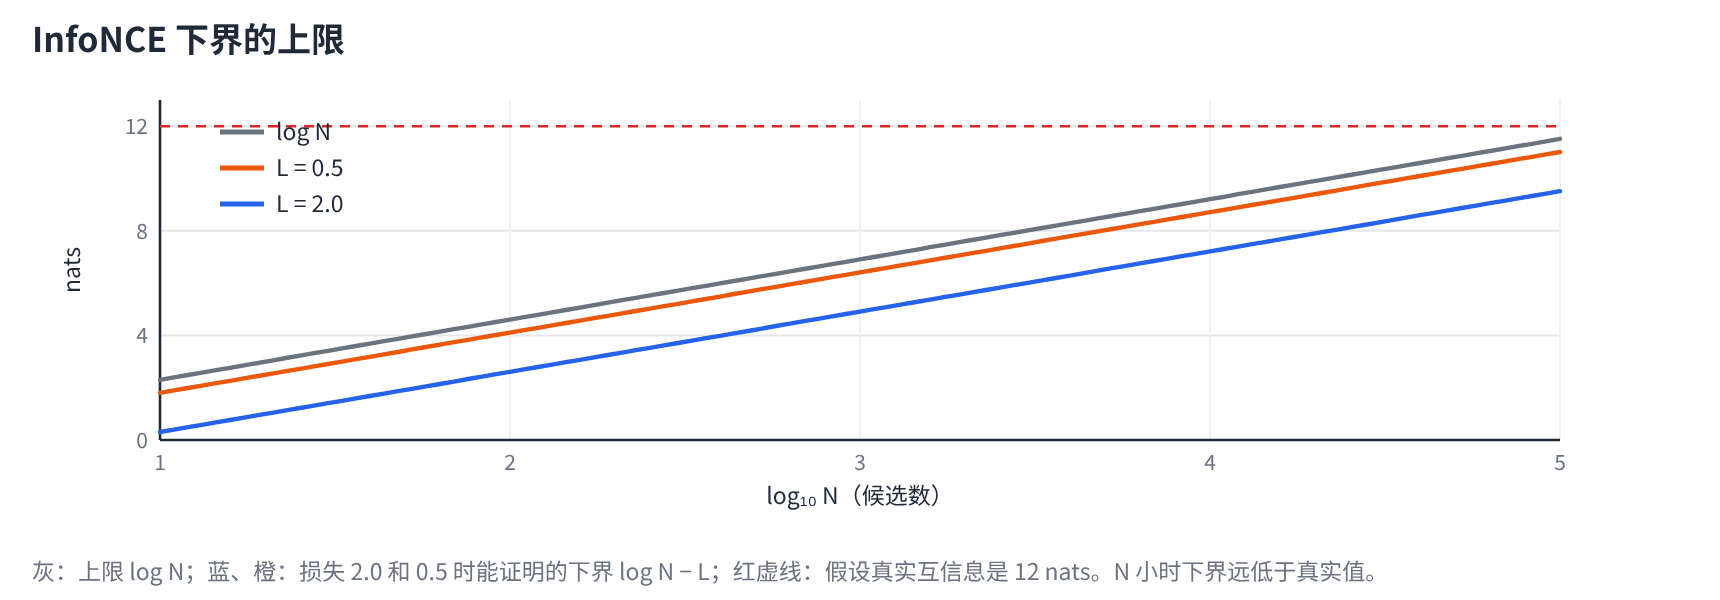 InfoNCE 下界的上限
12
8
4
0
nats
log N
L = 0.5
L = 2.0
1 2 3 4 5
log₁₀ N（候选数）
灰：上限 log N；蓝、橙：损失 2.0 和 0.5 时能证明的下界 log N − L；红虚线：假设真实互信息是 12 nats。N 小时下界远低于真实值。